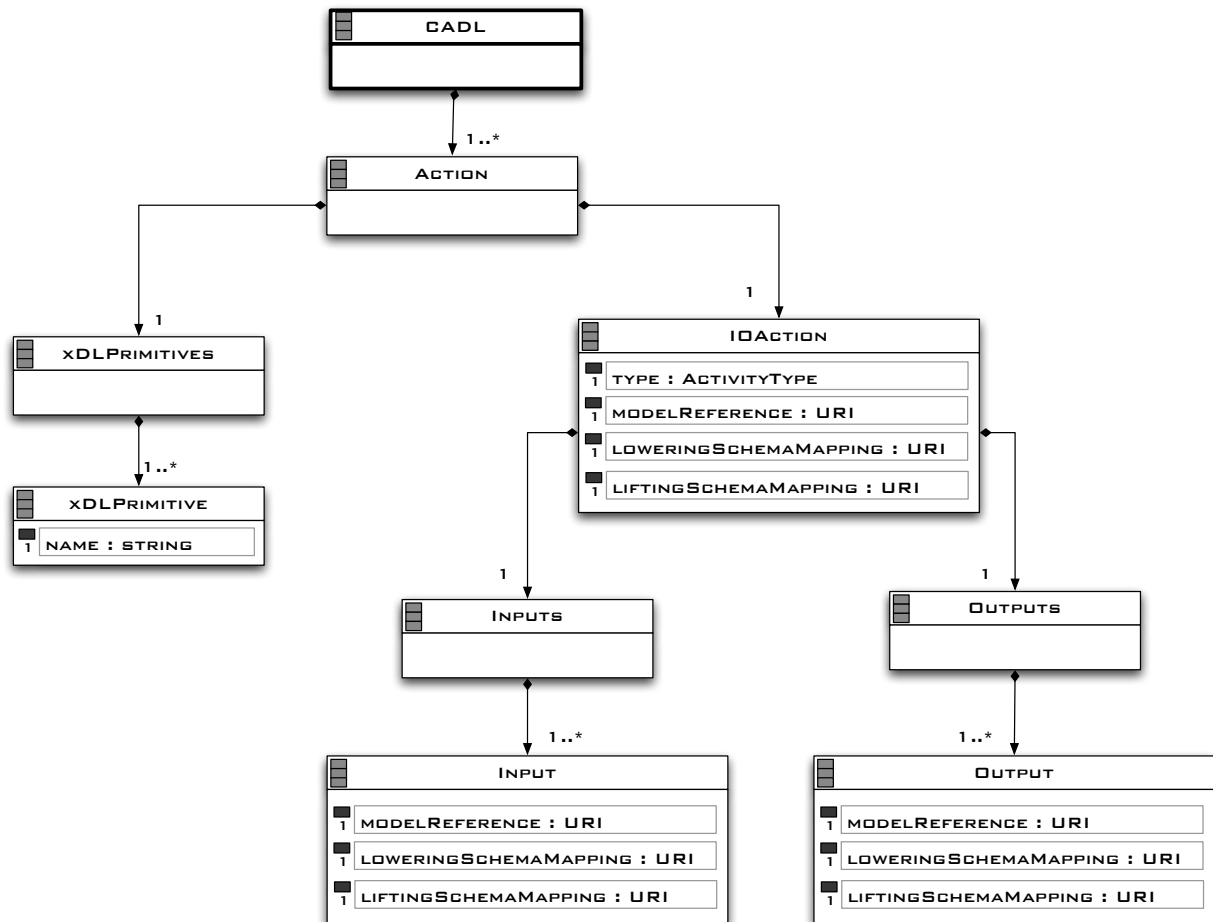 CADL
1..*
Action
1
1
xDLPrimitives
IOAction
1 type : ActivityType
1 modelReference : URI
1 loweringSchemaMapping : URI
1 liftingSchemaMapping : URI
1..*
xDLPrimitive
1 name : string
1
1
Inputs
Outputs
1..*
1..*
Input
Output
1 modelReference : URI
1 modelReference : URI
1 loweringSchemaMapping : URI
1 loweringSchemaMapping : URI
1 liftingSchemaMapping : URI
1 liftingSchemaMapping : URI